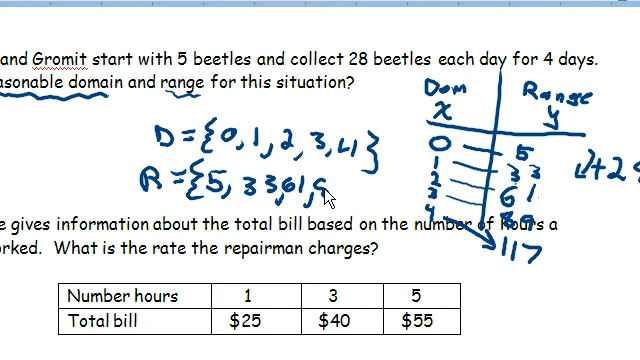 and Gromit start with 5 beetles and collect 28 beetles each day for 4 days.
asonable domain and range for this situation?
Dom Range
x y
0 5
1 33
2 61
3 89
4 117
+2
D = {0, 1, 2, 3, 4}
R = {5, 33, 61,
e gives information about the total bill based on the number of hours a
orked. What is the rate the repairman charges?
Number hours 1 3 5
Total bill $25 $40 $55